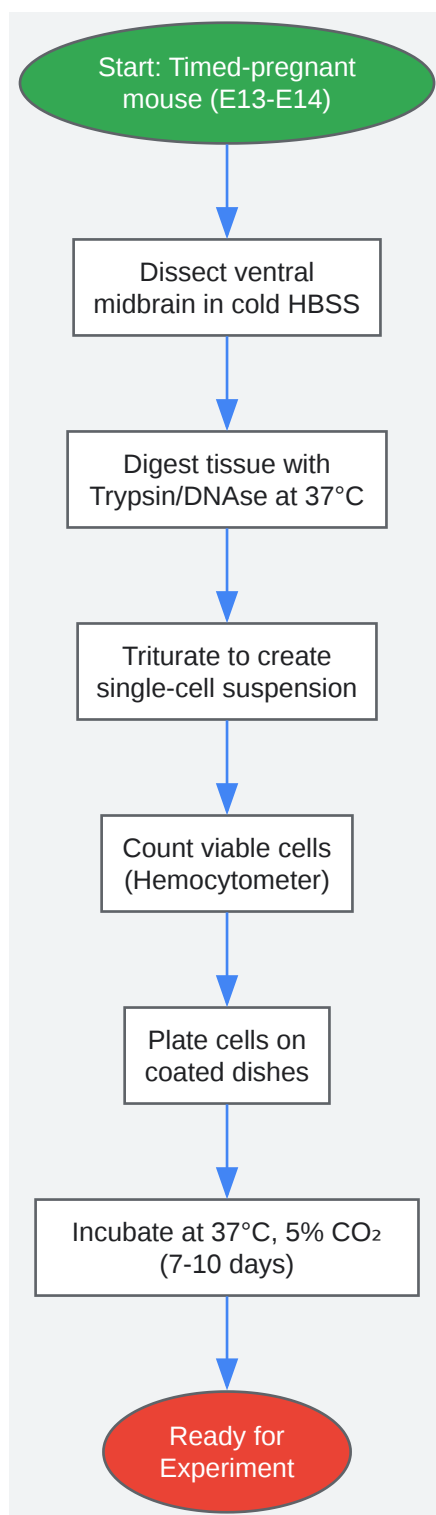 Start: Timed-pregnant
mouse (E13-E14)
Dissect ventral
midbrain in cold HBSS
Digest tissue with
Trypsin/DNAse at 37°C
Triturate to create
single-cell suspension
Count viable cells
(Hemocytometer)
Plate cells on
coated dishes
Incubate at 37°C, 5% CO₂
(7-10 days)
Ready for
Experiment